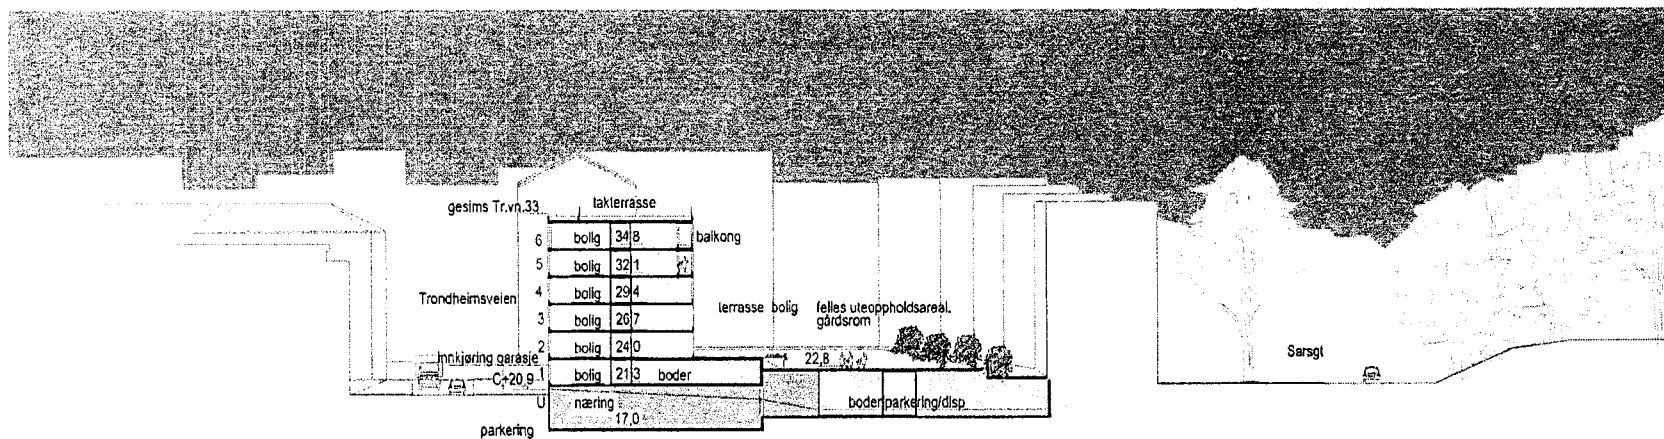 gesims Tr.vn.33 takterrasse
6 bolig 34 8 balkong
5 bolig 32 1
Trondheimsveien 4 bolig 29 4
terrasse bolig felles uteoppholdsareal.
gårdsrom
3 bolig 26 7
2 bolig 24 0
Innkjøring garasje 22,8 Sarsgt
C+20,9 1 bolig 21 3 boder
U næring boder parkering/disp
17,0
parkering